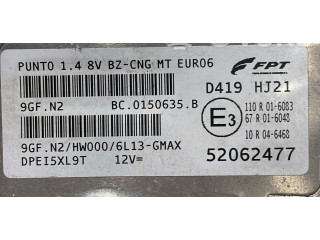 PUNTO 1.4 8V BZ-CNG MT EURO6
FPT
D419 HJ21
9GF.N2 BC.0150635.B
E3
110 R 01-6083
67 R 01-6048
10 R 04-6468
9GF.N2/HW000/6L13-GMAX
DPEI5XL9T 12V=
52062477